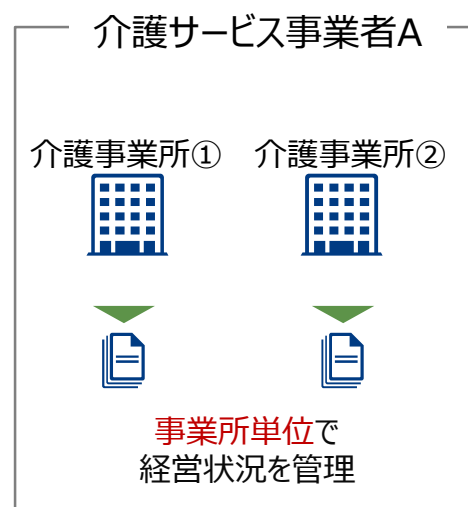 介護サービス事業者A
介護事業所① 介護事業所②
事業所単位で
経営状況を管理